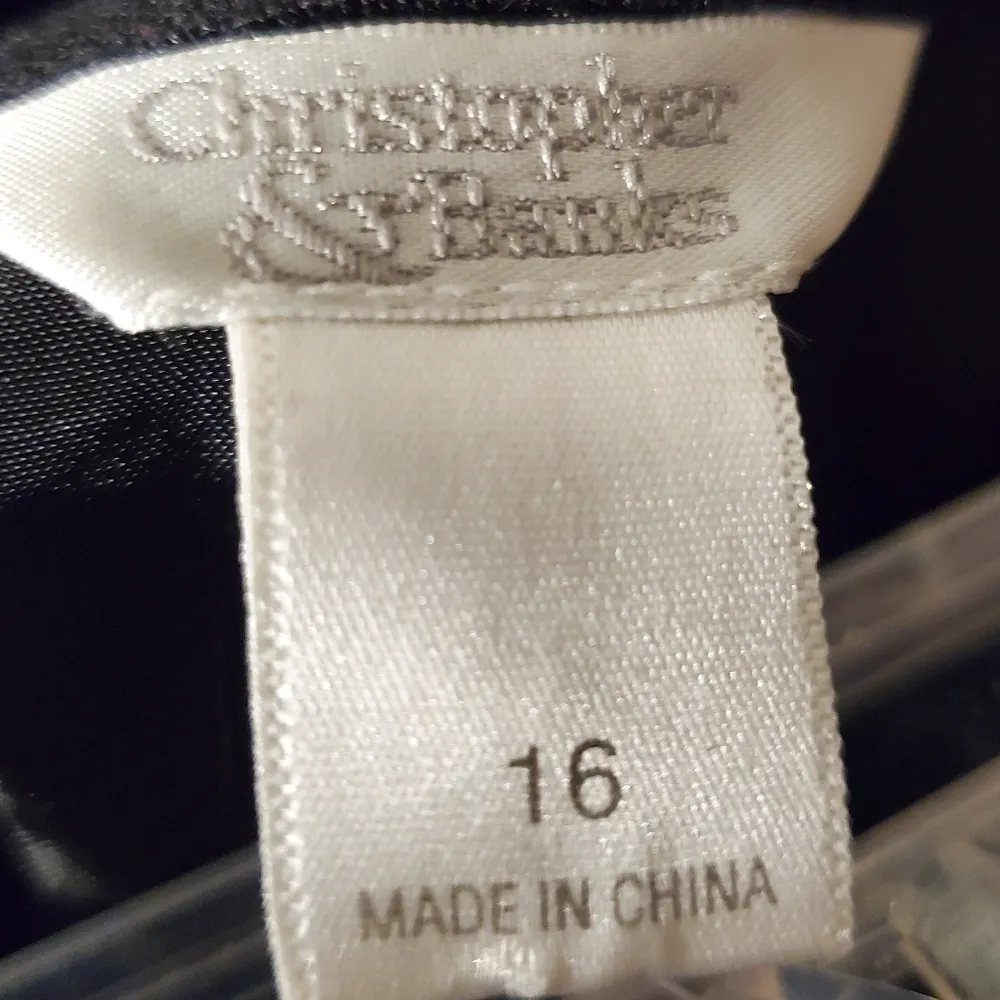 Christopher
& Banks
16
MADE IN CHINA